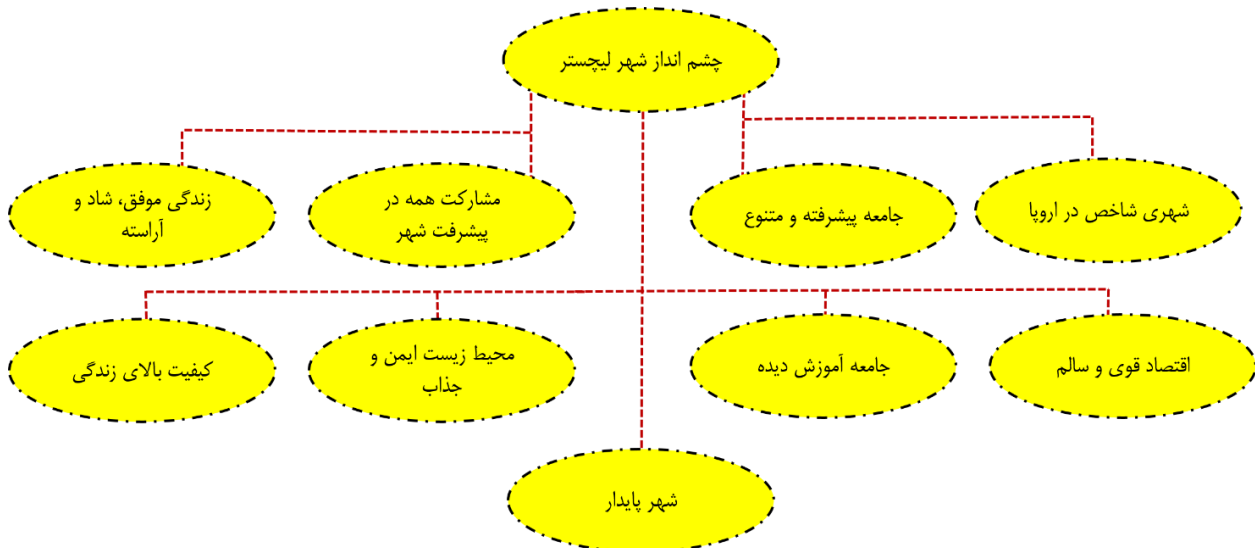 چشم انداز شهر لیچستر
شهری شاخص در اروپا
جامعه پیشرفته و متنوع
مشارکت همه در
پیشرفت شهر
زندگی موفق، شاد و
آراسته
اقتصاد قوی و سالم
جامعه آموزش دیده
محیط زیست ایمن و
جذاب
کیفیت بالای زندگی
شهر پایدار